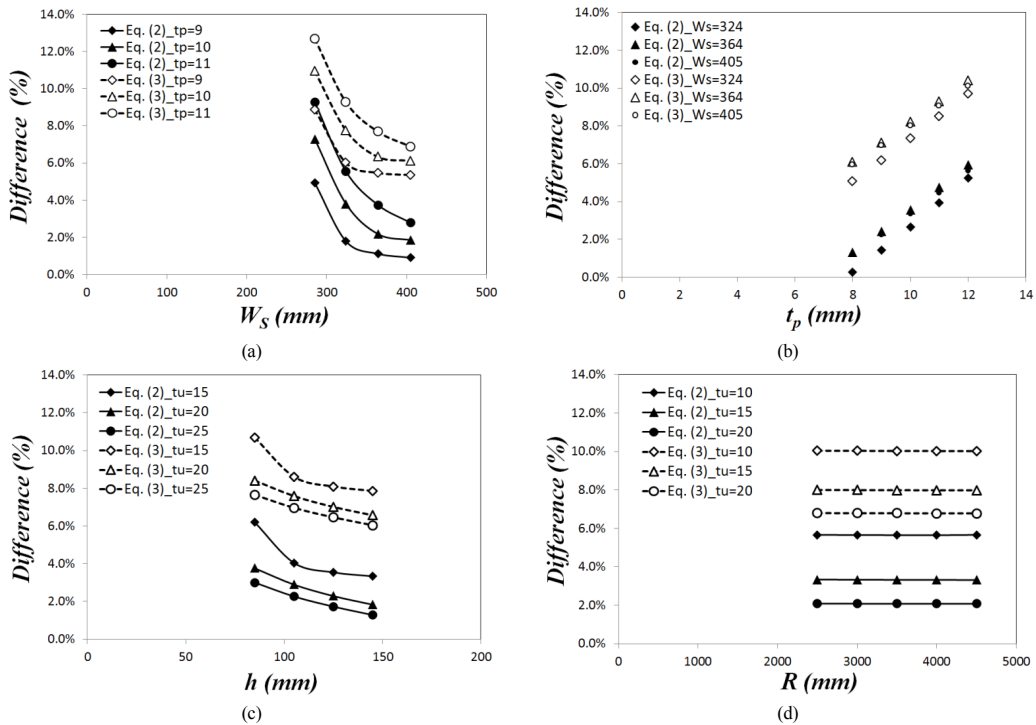 14.0%
12.0%
10.0%
8.0%
6.0%
4.0%
2.0%
0.0%
Difference (%)
Eq. (2)_tp=9
Eq. (2)_tp=10
Eq. (2)_tp=11
Eq. (3)_tp=9
Eq. (3)_tp=10
Eq. (3)_tp=11
0 100 200 300 400 500
W_S (mm)
(a)
14.0%
12.0%
10.0%
8.0%
6.0%
4.0%
2.0%
0.0%
Difference (%)
Eq. (2)_Ws=324
Eq. (2)_Ws=364
Eq. (2)_Ws=405
Eq. (3)_Ws=324
Eq. (3)_Ws=364
Eq. (3)_Ws=405
0 2 4 6 8 10 12 14
t_p (mm)
(b)
14.0%
12.0%
10.0%
8.0%
6.0%
4.0%
2.0%
0.0%
Difference (%)
Eq. (2)_tu=15
Eq. (2)_tu=20
Eq. (2)_tu=25
Eq. (3)_tu=15
Eq. (3)_tu=20
Eq. (3)_tu=25
0 50 100 150 200
h (mm)
(c)
14.0%
12.0%
10.0%
8.0%
6.0%
4.0%
2.0%
0.0%
Difference (%)
Eq. (2)_tu=10
Eq. (2)_tu=15
Eq. (2)_tu=20
Eq. (3)_tu=10
Eq. (3)_tu=15
Eq. (3)_tu=20
0 1000 2000 3000 4000 5000
R (mm)
(d)